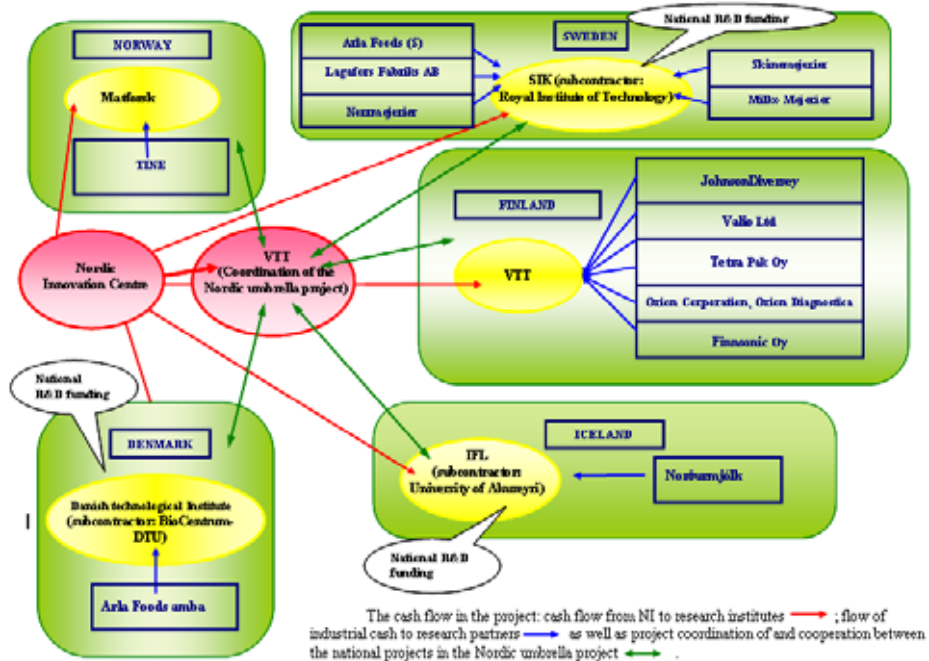 NORWAY
Matforsk
TINE
National R&D funding
SWEDEN
Arla Foods (S)
Lagafors Fabriks AB
Norrmejerier
SIK (subcontractor:
Royal Institute of Technology)
Skånemejerier
Milko Mejerier
FINLAND
VTT
JohnsonDiversey
Valio Ltd
Tetra Pak Oy
Orion Corporation, Orion Diagnostica
Finnsonic Oy
Nordic
Innovation Centre
VTT
(Coordination of the
Nordic umbrella project)
National
R&D funding
DENMARK
Danish technological Institute
(subcontractor: BioCentrum-
DTU)
Arla Foods amba
ICELAND
IFL
(subcontractor:
University of Akureyri)
Norðurmjólk
National R&D
funding
The cash flow in the project: cash flow from NI to research institutes ; flow of
industrial cash to research partners as well as project coordination of and cooperation between
the national projects in the Nordic umbrella project .